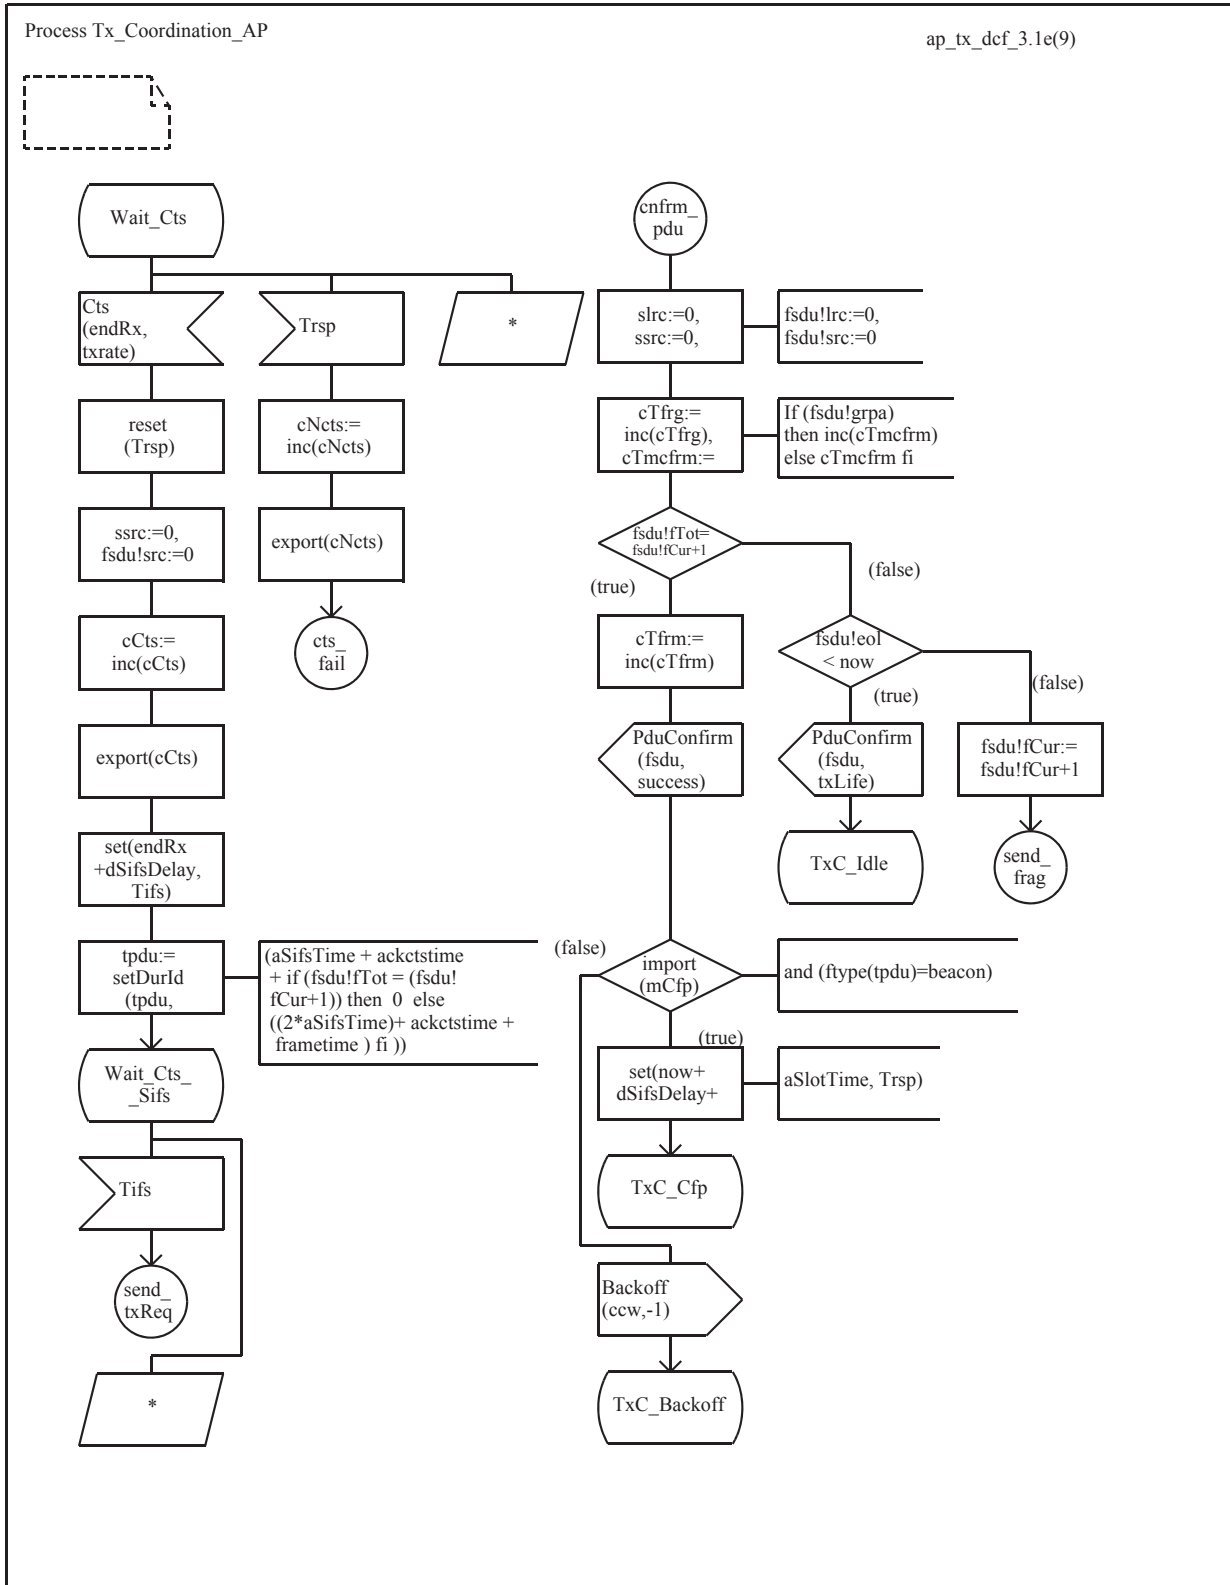 Process Tx_Coordination_AP
ap_tx_dcf_3.1e(9)
Wait_Cts
Cts
(endRx,
txrate)
Trsp
*
reset
(Trsp)
cNcts:=
inc(cNcts)
ssrc:=0,
fsdu!src:=0
export(cNcts)
cCts:=
inc(cCts)
cts_
fail
export(cCts)
set(endRx
+dSifsDelay,
Tifs)
tpdu:=
setDurId
(tpdu,
(aSifsTime + ackctstime
+ if (fsdu!fTot = (fsdu!
fCur+1)) then 0 else
((2*aSifsTime)+ ackctstime +
frametime ) fi ))
Wait_Cts_
_Sifs
Tifs
send_
txReq
*
cnfrm_
pdu
slrc:=0,
ssrc:=0,
fsdu!lrc:=0,
fsdu!src:=0
cTfrg:=
inc(cTfrg),
cTmcfrm:=
If (fsdu!grpa)
then inc(cTmcfrm)
else cTmcfrm fi
fsdu!fTot=
fsdu!fCur+1
(true)
(false)
cTfrm:=
inc(cTfrm)
fsdu!eol
< now
(true)
(false)
PduConfirm
(fsdu,
success)
PduConfirm
(fsdu,
txLife)
fsdu!fCur:=
fsdu!fCur+1
TxC_Idle
send_
frag
(false)
import
(mCfp)
and (ftype(tpdu)=beacon)
(true)
set(now+
dSifsDelay+
aSlotTime, Trsp)
TxC_Cfp
Backoff
(ccw,-1)
TxC_Backoff